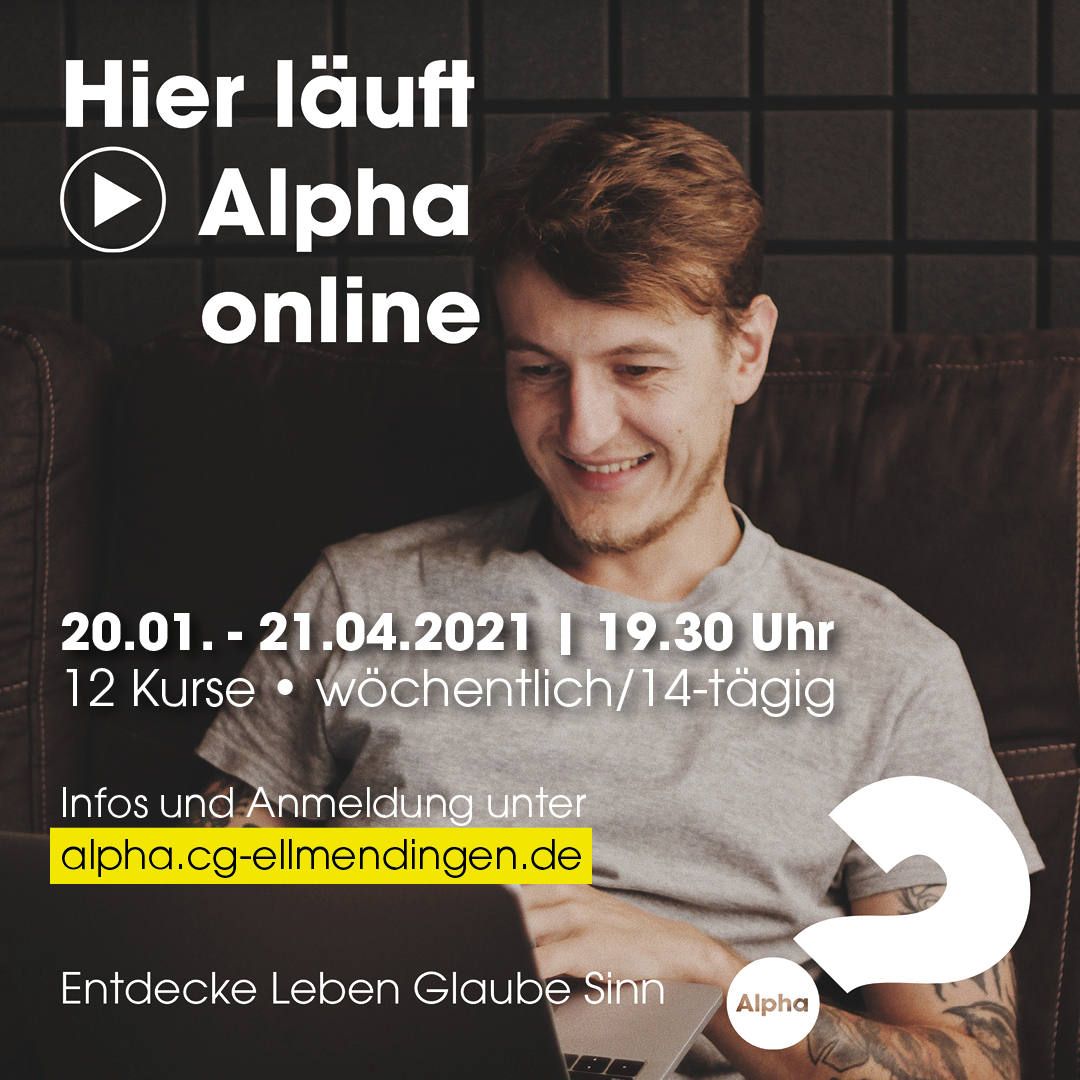 Hier läuft
Alpha
online
20.01. - 21.04.2021 | 19.30 Uhr
12 Kurse • wöchentlich/14-tägig
Infos und Anmeldung unter
alpha.cg-ellmendingen.de
Entdecke Leben Glaube Sinn
?
Alpha